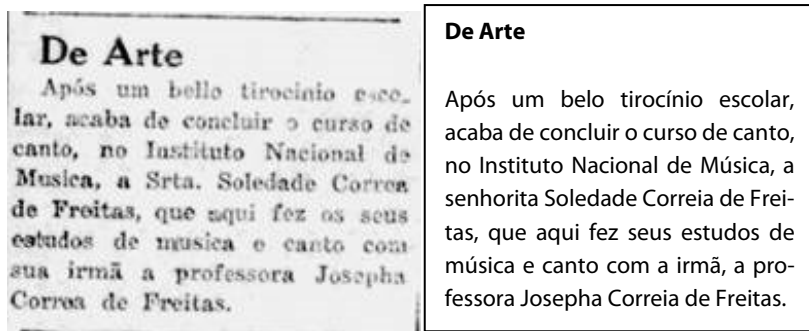 De Arte
Após um bello tirocinio esco-
lar, acaba de concluir o curso de
canto, no Instituto Nacional de
Musica, a Srta. Soledade Correa
de Freitas, que aqui fez os seus
estudos de musica e canto com
sua irmã a professora Josepha
Correa de Freitas.
De Arte
Após um belo tirocínio escolar,
acaba de concluir o curso de canto,
no Instituto Nacional de Música, a
senhorita Soledade Correia de Frei-
tas, que aqui fez seus estudos de
música e canto com a irmã, a pro-
fessora Josepha Correia de Freitas.